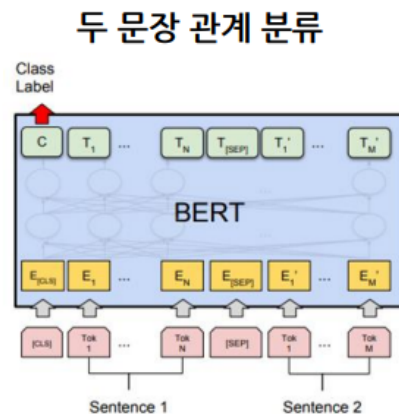 두 문장 관계 분류
Class
Label
C T1 ... TN T[SEP] T1' ... TM'
BERT
E[CLS] E1 ... EN E[SEP] E1' ... EM'
[CLS] Tok 1 ... Tok N [SEP] Tok 1 ... Tok M
Sentence 1 Sentence 2